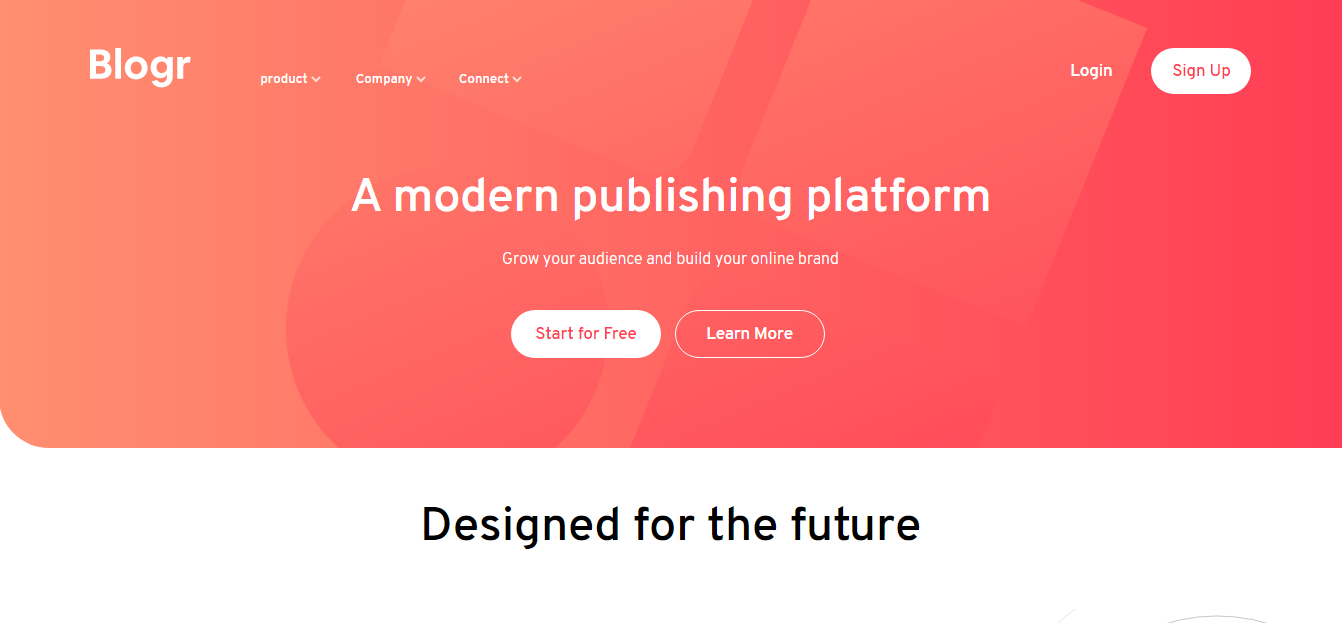 Blogr
product
Company
Connect
Login
Sign Up
A modern publishing platform
Grow your audience and build your online brand
Start for Free
Learn More
Designed for the future